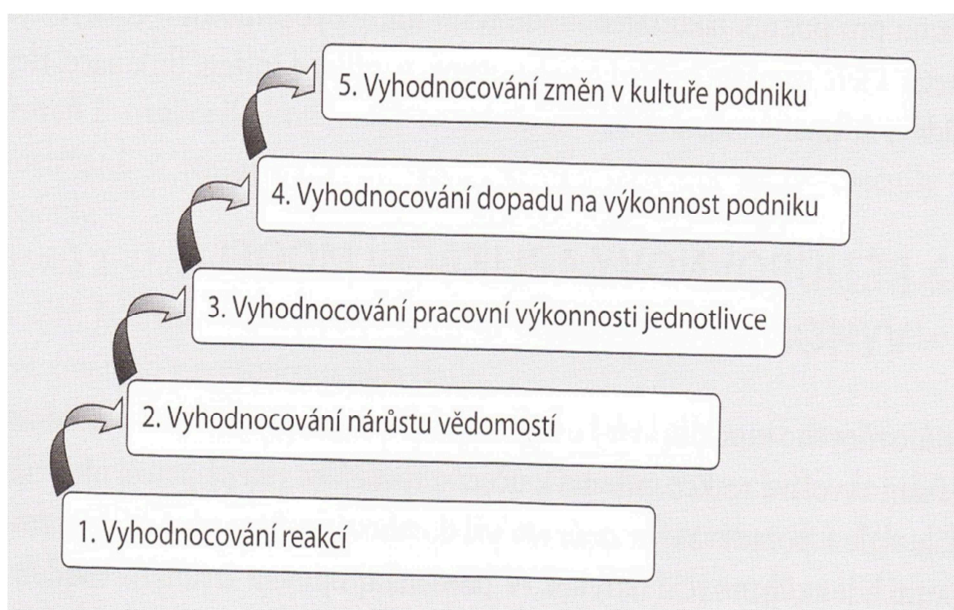 5. Vyhodnocování změn v kultuře podniku
4. Vyhodnocování dopadu na výkonnost podniku
3. Vyhodnocování pracovní výkonnosti jednotlivce
2. Vyhodnocování nárůstu vědomostí
1. Vyhodnocování reakcí